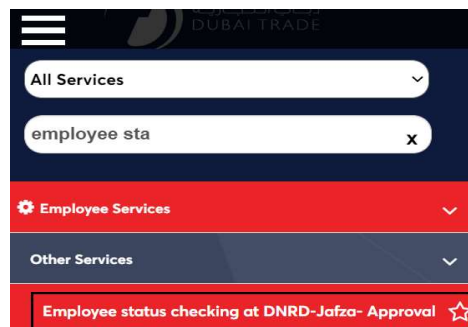 DUBAI TRADE
All Services
employee sta
x
Employee Services
Other Services
Employee status checking at DNRD-Jafza- Approval